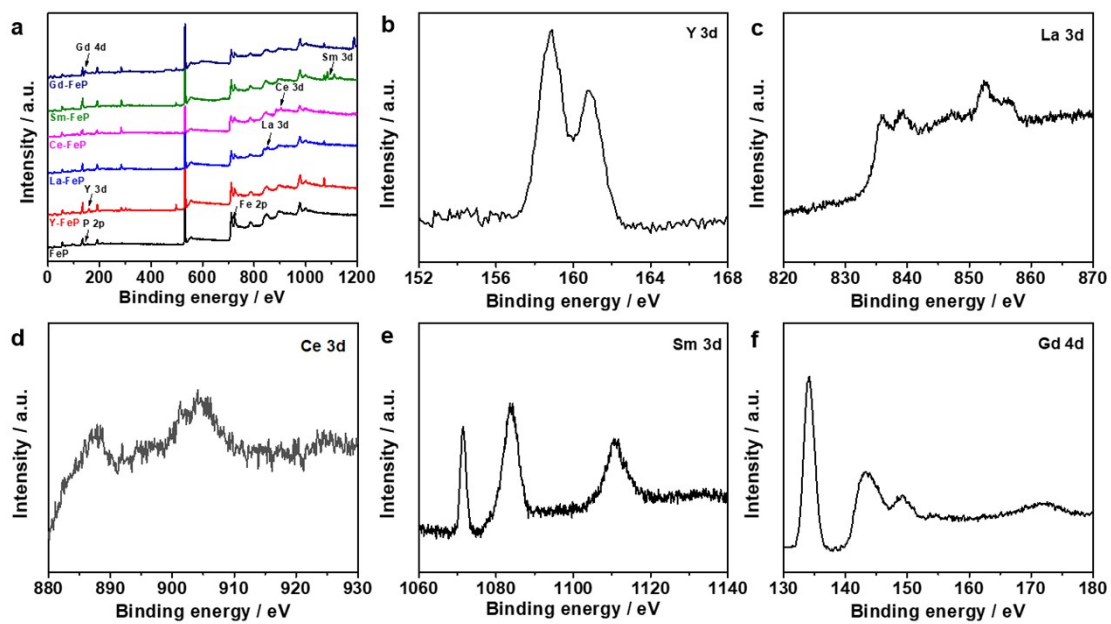 a
Gd 4d
Sm 3d
Gd-FeP
Ce 3d
Sm-FeP
La 3d
Ce-FeP
La-FeP
Y 3d
Fe 2p
Y-FeP
P 2p
FeP
Intensity / a.u.
0 200 400 600 800 1000 1200
Binding energy / eV
b
Y 3d
Intensity / a.u.
152 156 160 164 168
Binding energy / eV
c
La 3d
Intensity / a.u.
820 830 840 850 860 870
Binding energy / eV
d
Ce 3d
Intensity / a.u.
880 890 900 910 920 930
Binding energy / eV
e
Sm 3d
Intensity / a.u.
1060 1080 1100 1120 1140
Binding energy / eV
f
Gd 4d
Intensity / a.u.
130 140 150 160 170 180
Binding energy / eV